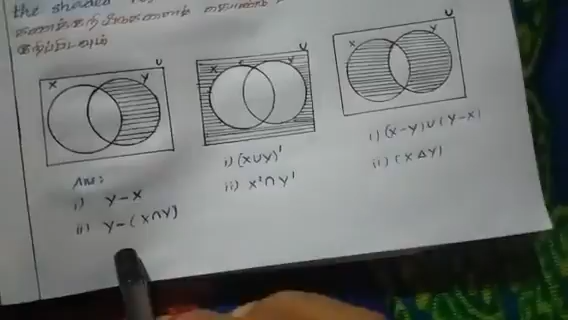 the shaded
X Y U
X Y U
X Y U
Ans:
i) Y-X
ii) Y-(X∩Y)
i) (X∪Y)'
ii) X'∩Y'
i) (X-Y)∪(Y-X)
ii) (X∆Y)